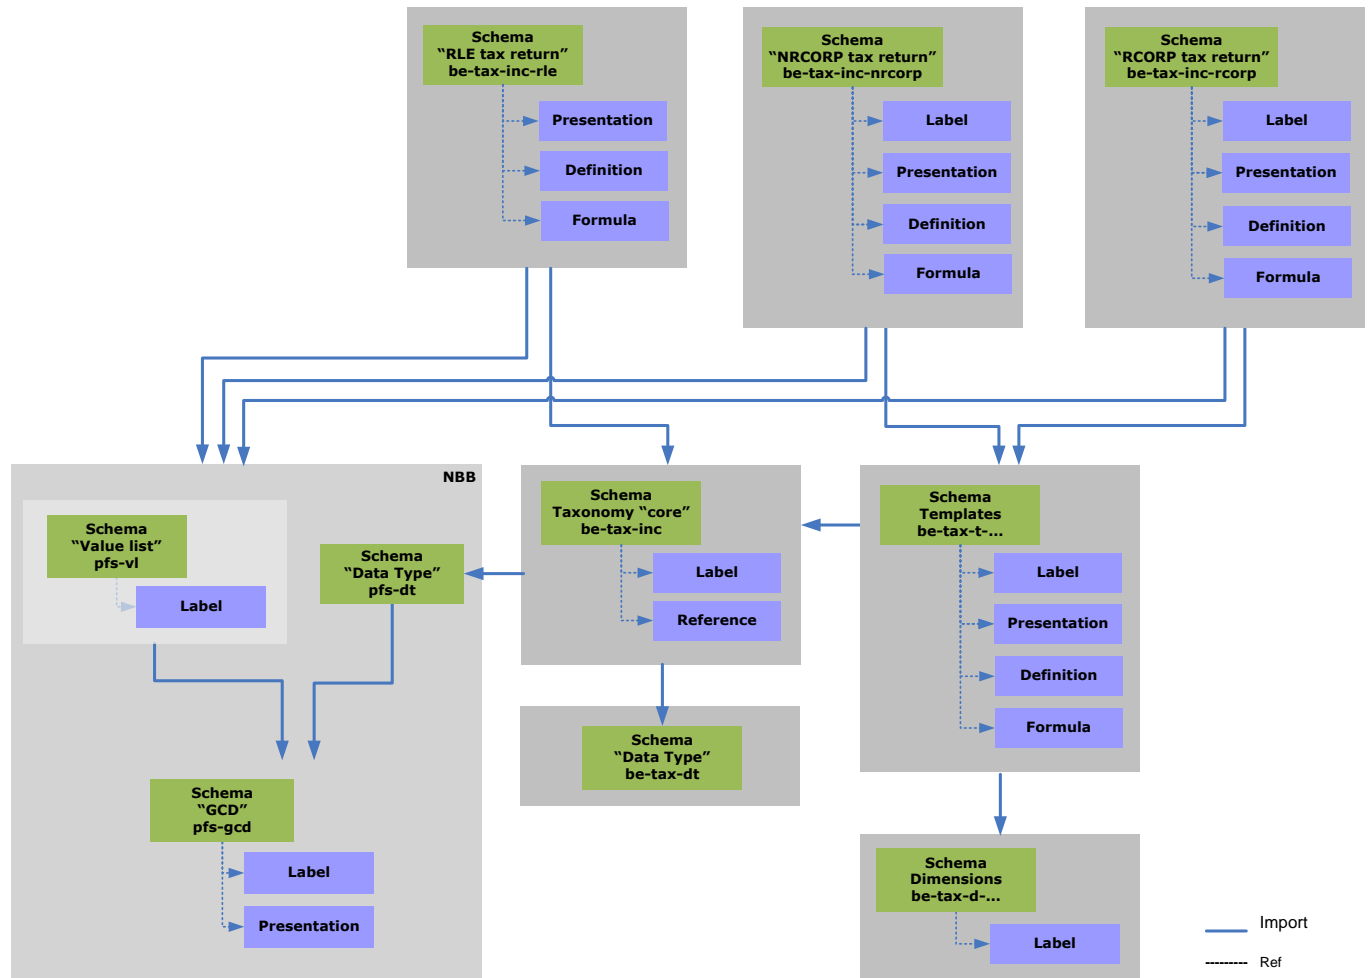 Schema
“RLE tax return”
be-tax-inc-rle
Presentation
Definition
Formula
Schema
“NRCORP tax return”
be-tax-inc-nrcorp
Label
Presentation
Definition
Formula
Schema
“RCORP tax return”
be-tax-inc-rcorp
Label
Presentation
Definition
Formula
NBB
Schema
“Value list”
pfs-vl
Label
Schema
“Data Type”
pfs-dt
Schema
“GCD”
pfs-gcd
Label
Presentation
Schema
Taxonomy “core”
be-tax-inc
Label
Reference
Schema
“Data Type”
be-tax-dt
Schema
Templates
be-tax-t-...
Label
Presentation
Definition
Formula
Schema
Dimensions
be-tax-d-...
Label
Import
Ref